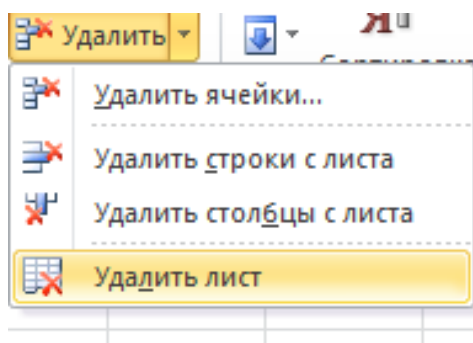 Удалить
Удалить ячейки...
Удалить строки с листа
Удалить столбцы с листа
Удалить лист